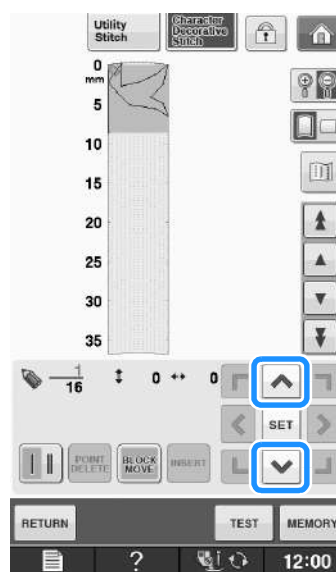 Utility Stitch
Character Decorative Stitch
0
mm
5
10
15
20
25
30
35
1
16
0
0
SET
POINT DELETE
BLOCK MOVE
INSERT
RETURN
TEST
MEMORY
?
12:00